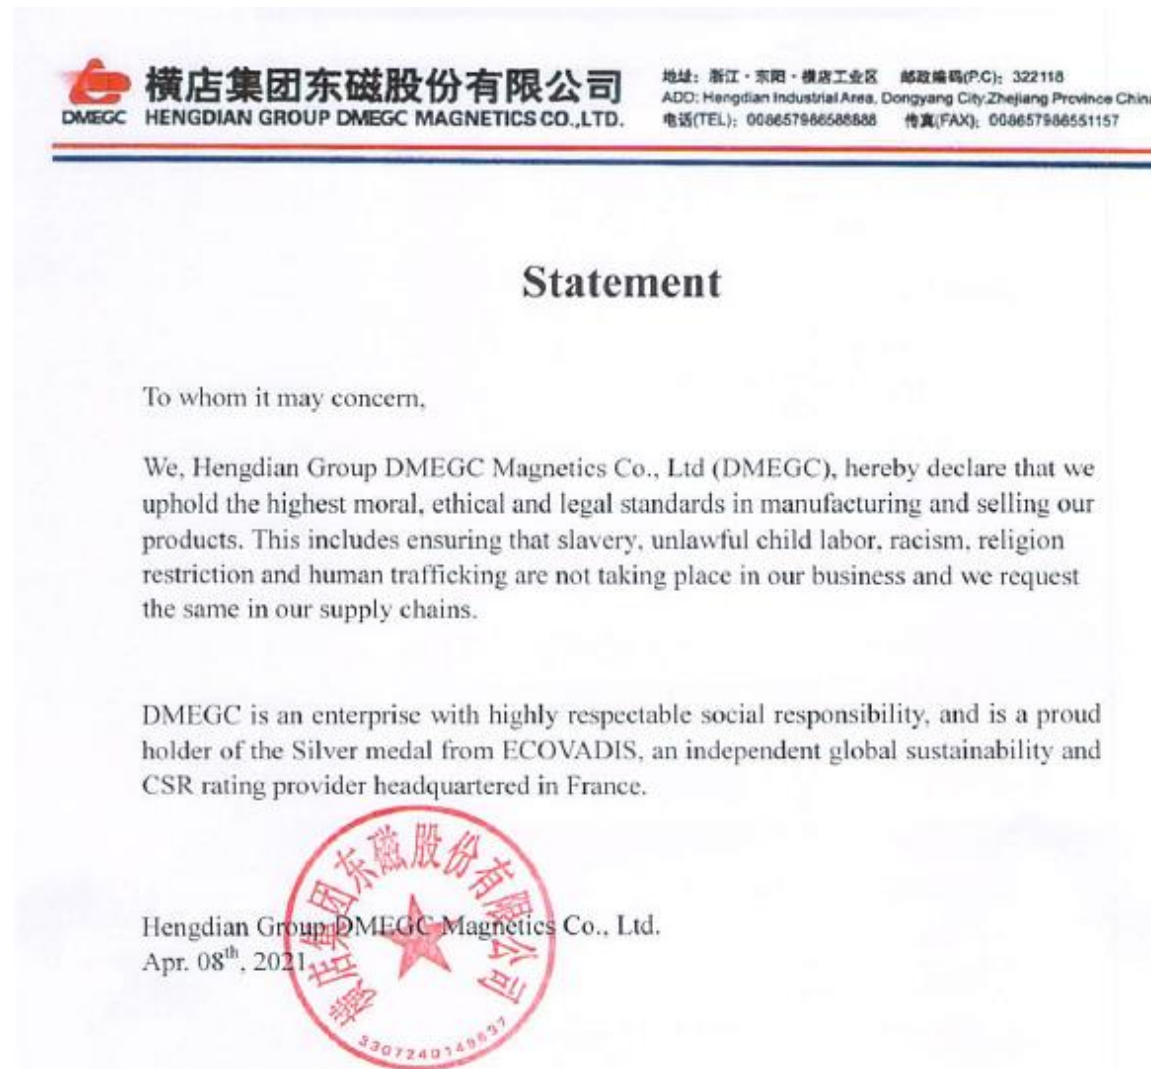 横店集团东磁股份有限公司
DMEGC HENGDIAN GROUP DMEGC MAGNETICS CO.,LTD.
地址：浙江·东阳·横店工业区 邮政编码(P.C)：322118
ADD: Hengdian Industrial Area, Dongyang City,Zhejiang Province China
电话(TEL)：008657986588888 传真(FAX)：008657986551157
Statement
To whom it may concern,
We, Hengdian Group DMEGC Magnetics Co., Ltd (DMEGC), hereby declare that we
uphold the highest moral, ethical and legal standards in manufacturing and selling our
products. This includes ensuring that slavery, unlawful child labor, racism, religion
restriction and human trafficking are not taking place in our business and we request
the same in our supply chains.
DMEGC is an enterprise with highly respectable social responsibility, and is a proud
holder of the Silver medal from ECOVADIS, an independent global sustainability and
CSR rating provider headquartered in France.
横店集团东磁股份有限公司
Hengdian Group DMEGC Magnetics Co., Ltd.
Apr. 08th, 2021